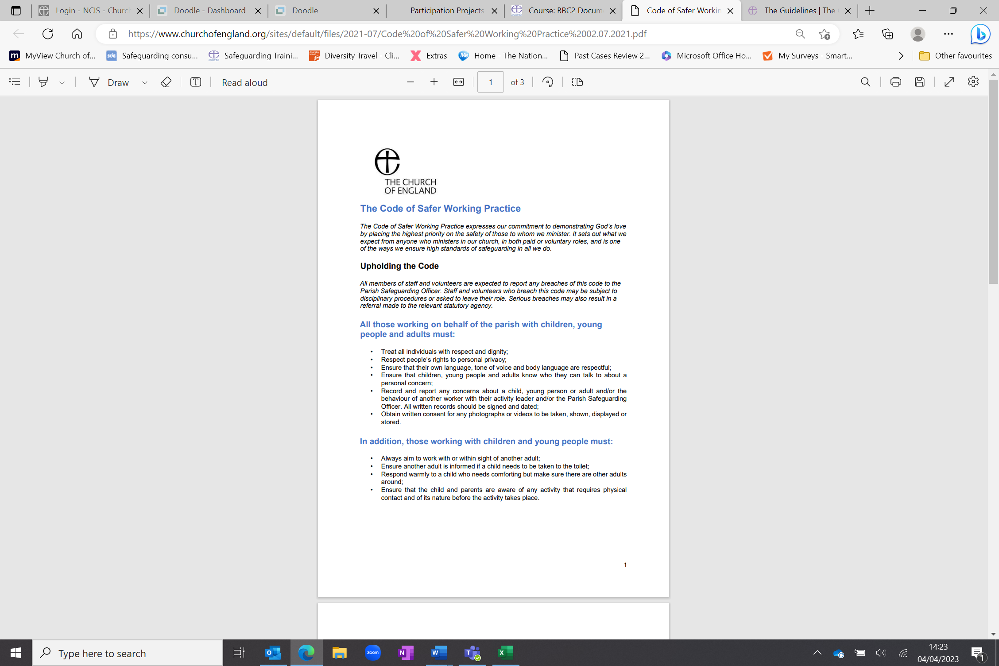 Login - NCIS - Church
Doodle - Dashboard
Doodle
Participation Projects
Course: BBC2 Docum
Code of Safer Workin
The Guidelines | The
https://www.churchofengland.org/sites/default/files/2021-07/Code%20of%20Safer%20Working%20Practice%2002.07.2021.pdf
MyView Church of...
Safeguarding consu...
Safeguarding Traini...
Diversity Travel - Cli...
Extras
Home - The Nation...
Past Cases Review 2...
Microsoft Office Ho...
My Surveys - Smart...
Other favourites
Draw
Read aloud
1 of 3
THE CHURCH
OF ENGLAND
The Code of Safer Working Practice
The Code of Safer Working Practice expresses our commitment to demonstrating God's love
by placing the highest priority on the safety of those to whom we minister. It sets out what we
expect from anyone who ministers in our church, in both paid or voluntary roles, and is one
of the ways we ensure high standards of safeguarding in all we do.
Upholding the Code
All members of staff and volunteers are expected to report any breaches of this code to the
Parish Safeguarding Officer. Staff and volunteers who breach this code may be subject to
disciplinary procedures or asked to leave their role. Serious breaches may also result in a
referral made to the relevant statutory agency.
All those working on behalf of the parish with children, young
people and adults must:
• Treat all individuals with respect and dignity;
• Respect people's rights to personal privacy;
• Ensure that their own language, tone of voice and body language are respectful;
• Ensure that children, young people and adults know who they can talk to about a
personal concern;
• Record and report any concerns about a child, young person or adult and/or the
behaviour of another worker with their activity leader and/or the Parish Safeguarding
Officer. All written records should be signed and dated;
• Obtain written consent for any photographs or videos to be taken, shown, displayed or
stored.
In addition, those working with children and young people must:
• Always aim to work with or within sight of another adult;
• Ensure another adult is informed if a child needs to be taken to the toilet;
• Respond warmly to a child who needs comforting but make sure there are other adults
around;
• Ensure that the child and parents are aware of any activity that requires physical
contact and of its nature before the activity takes place.
1
Type here to search
zoom
14:23
04/04/2023
1